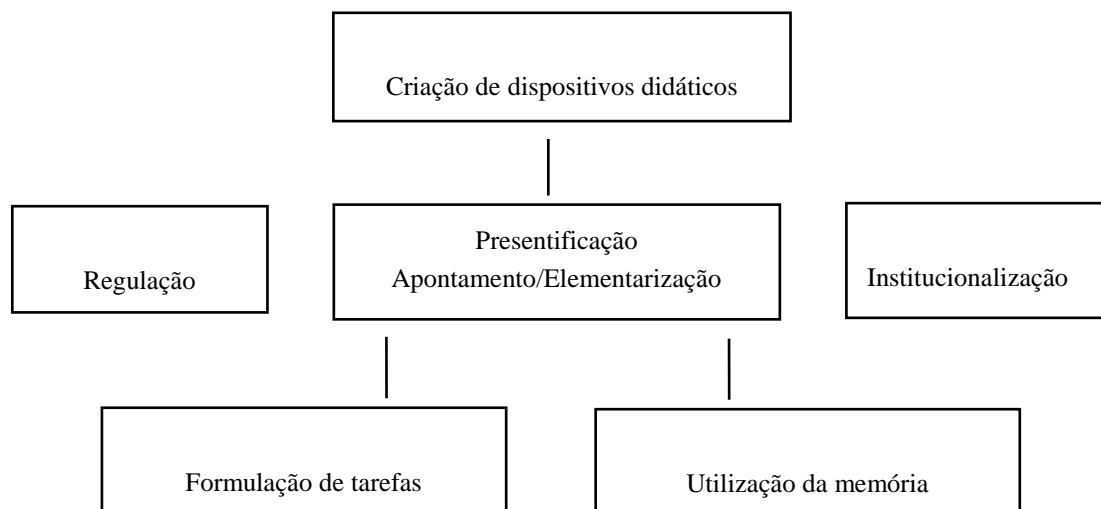 Criação de dispositivos didáticos
Regulação
Presentificação
Apontamento/Elementarização
Institucionalização
Formulação de tarefas
Utilização da memória